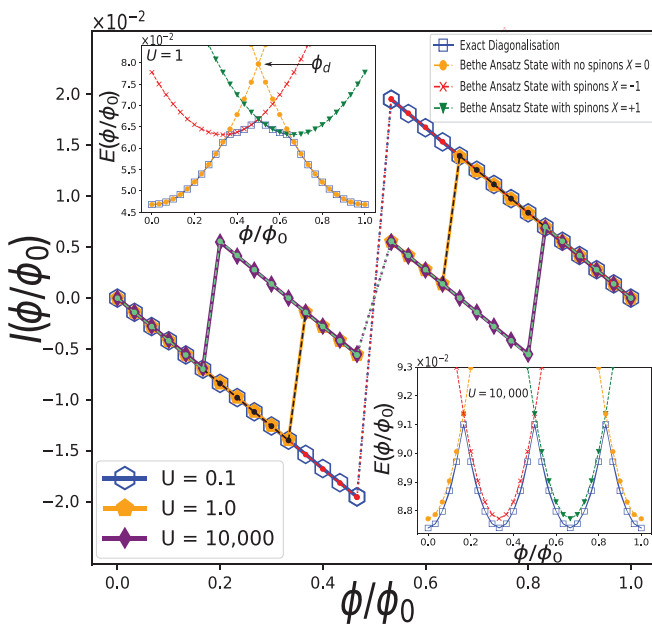 ×10⁻²
I(ϕ/ϕ₀)
2.0
1.5
1.0
0.5
0.0
−0.5
−1.0
−1.5
−2.0
0.0 0.2 0.4 0.6 0.8 1.0
ϕ/ϕ₀
×10⁻²
U = 1
ϕ_d
E(ϕ/ϕ₀)
8.5
8.0
7.5
7.0
6.5
6.0
5.5
5.0
4.5
0.0 0.2 0.4 0.6 0.8 1.0
ϕ/ϕ₀
Exact Diagonalisation
Bethe Ansatz State with no spinons X = 0
Bethe Ansatz State with spinons X = −1
Bethe Ansatz State with spinons X = +1
U = 0.1
U = 1.0
U = 10,000
×10⁻²
U = 10,000
E(ϕ/ϕ₀)
9.3
9.2
9.1
9.0
8.9
8.8
0.0 0.2 0.4 0.6 0.8 1.0
ϕ/ϕ₀